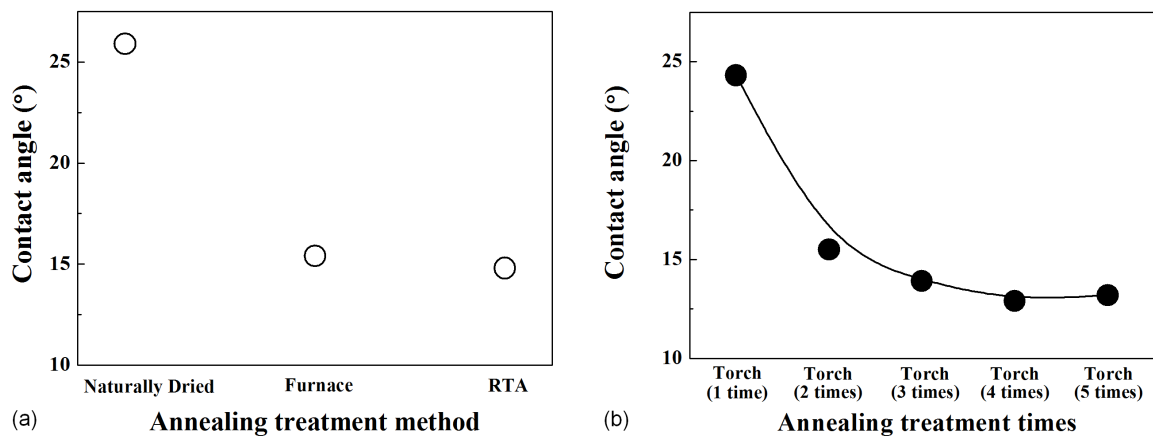 Contact angle (°)
25
20
15
10
Naturally Dried
Furnace
RTA
(a)
Annealing treatment method
Contact angle (°)
25
20
15
10
Torch
(1 time)
Torch
(2 times)
Torch
(3 times)
Torch
(4 times)
Torch
(5 times)
(b)
Annealing treatment times